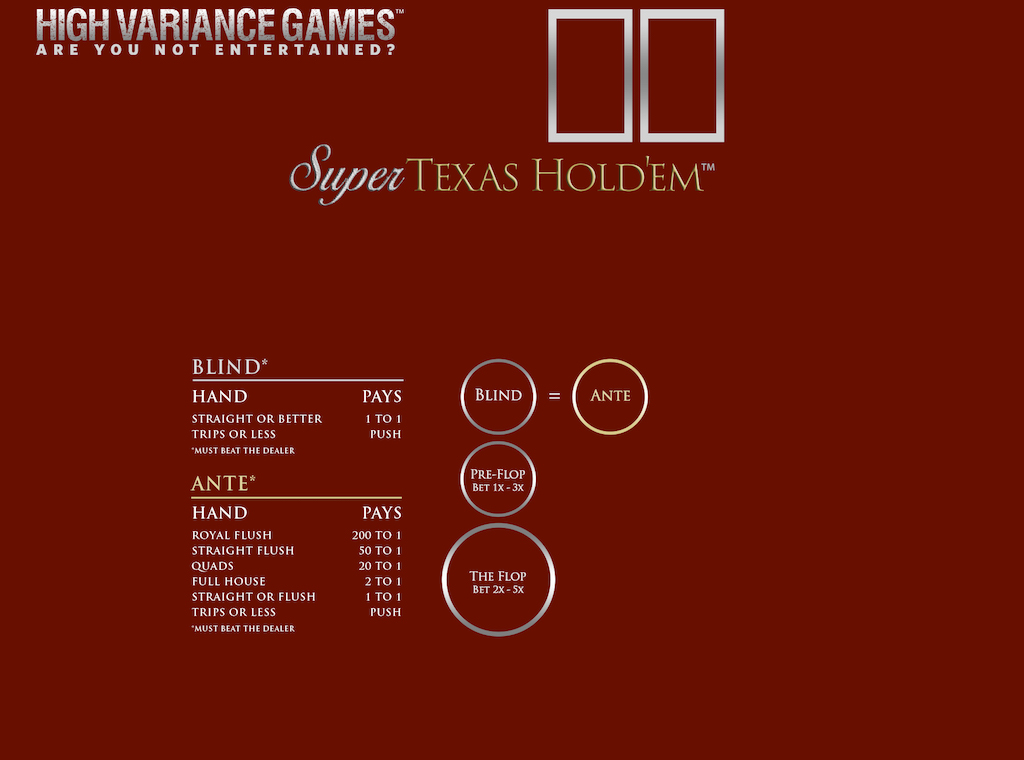 HIGH VARIANCE GAMES™
ARE YOU NOT ENTERTAINED?
Super TEXAS HOLD'EM™
BLIND*
HAND PAYS
STRAIGHT OR BETTER 1 TO 1
TRIPS OR LESS PUSH
*MUST BEAT THE DEALER
ANTE*
HAND PAYS
ROYAL FLUSH 200 TO 1
STRAIGHT FLUSH 50 TO 1
QUADS 20 TO 1
FULL HOUSE 2 TO 1
STRAIGHT OR FLUSH 1 TO 1
TRIPS OR LESS PUSH
*MUST BEAT THE DEALER
BLIND = ANTE
PRE-FLOP
BET 1X - 3X
THE FLOP
BET 2X - 5X